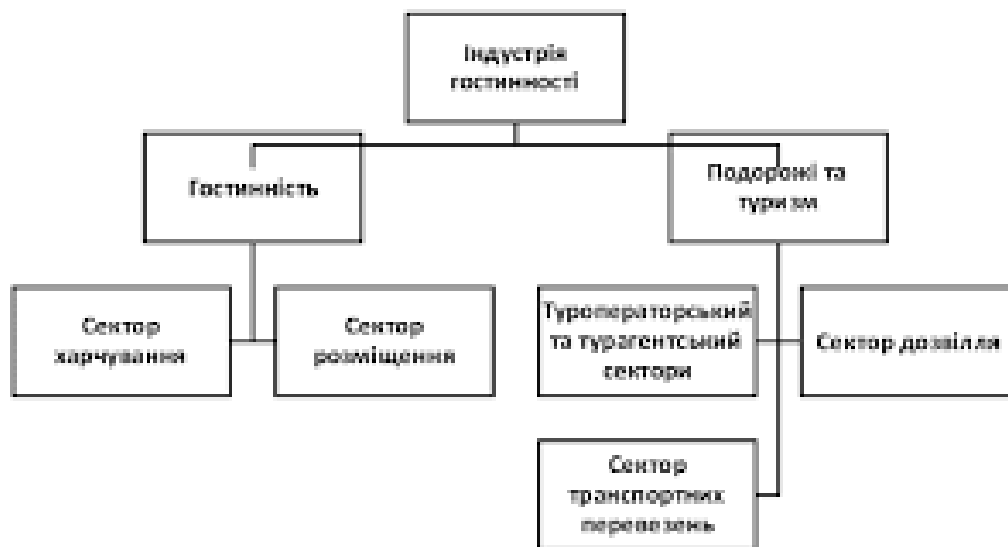 Індустрія
гостинності
Гостинність
Подорожі та
туризм
Сектор
харчування
Сектор
розміщення
Туроператорський
та турагентський
сектори
Сектор дозвілля
Сектор
транспортних
перевезень